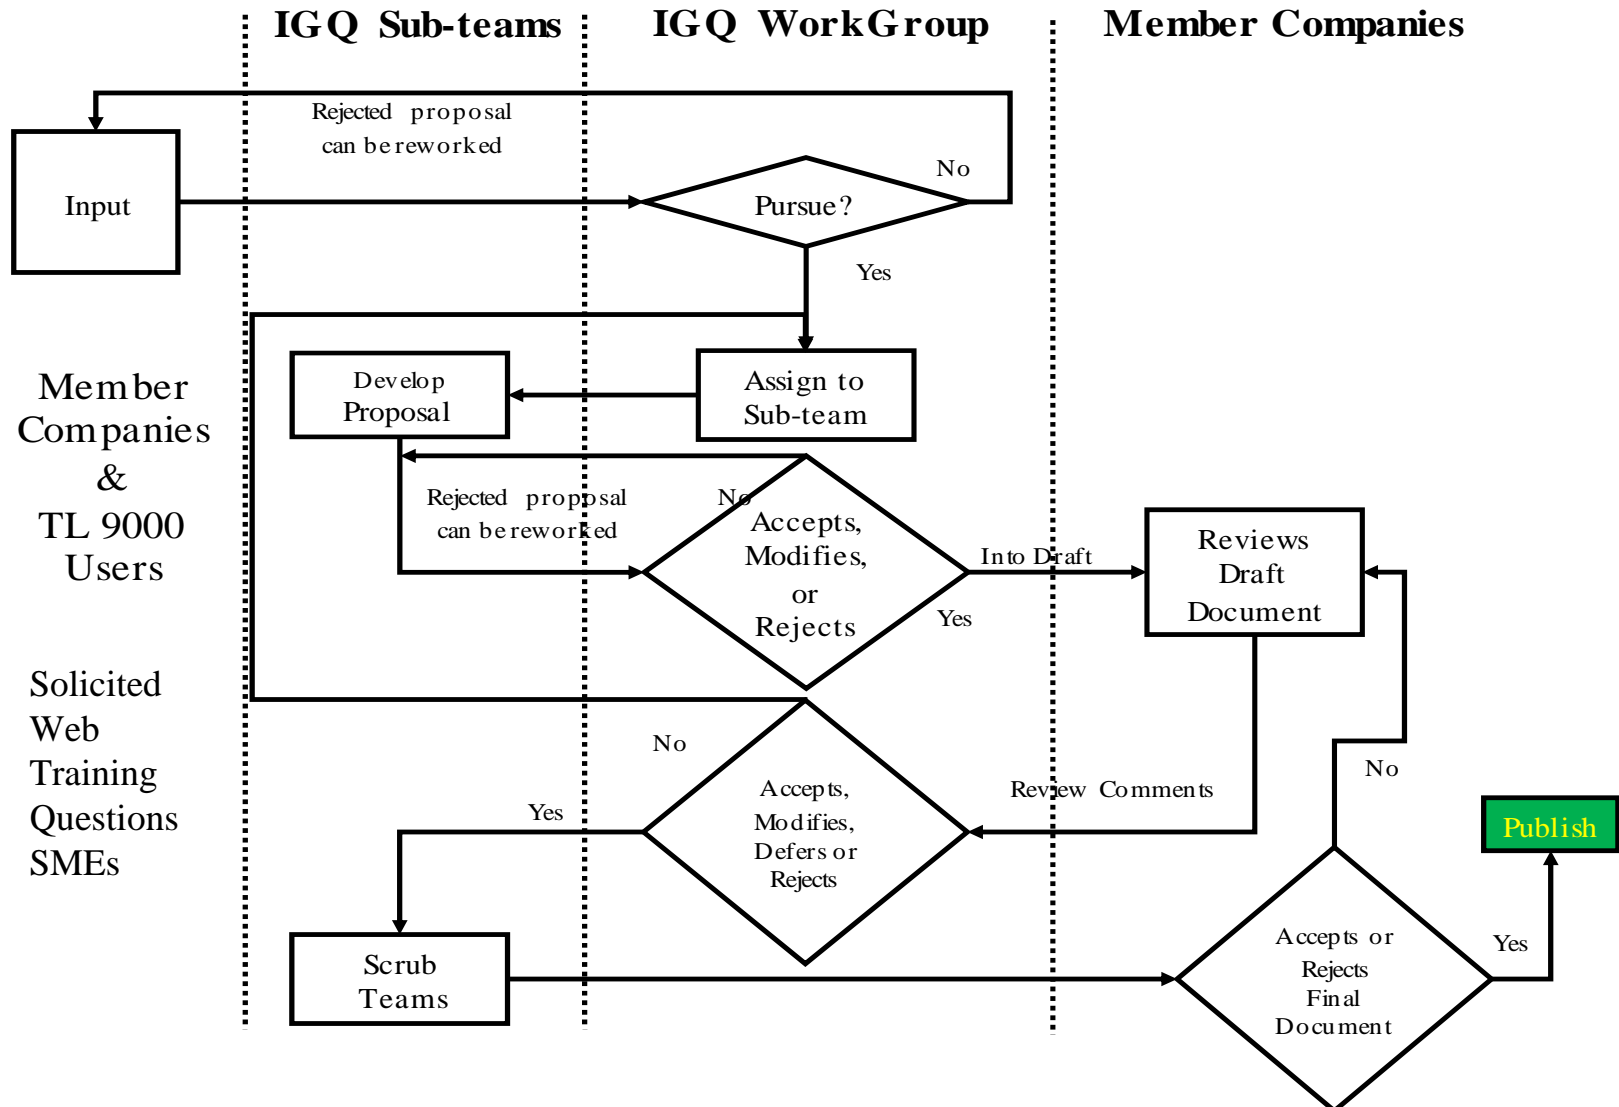 IGQ Sub-teams
IGQ WorkGroup
Member Companies
Rejected proposal
can be reworked
No
Input
Pursue?
Yes
Member
Companies
&
TL 9000
Users
Develop
Proposal
Assign to
Sub-team
Rejected proposal
can be reworked
No
Accepts,
Modifies,
or
Rejects
Into Draft
Yes
Reviews
Draft
Document
Solicited
Web
Training
Questions
SMEs
No
Yes
Accepts,
Modifies,
Defers or
Rejects
Review Comments
No
Publish
Scrub
Teams
Accepts or
Rejects
Final
Document
Yes